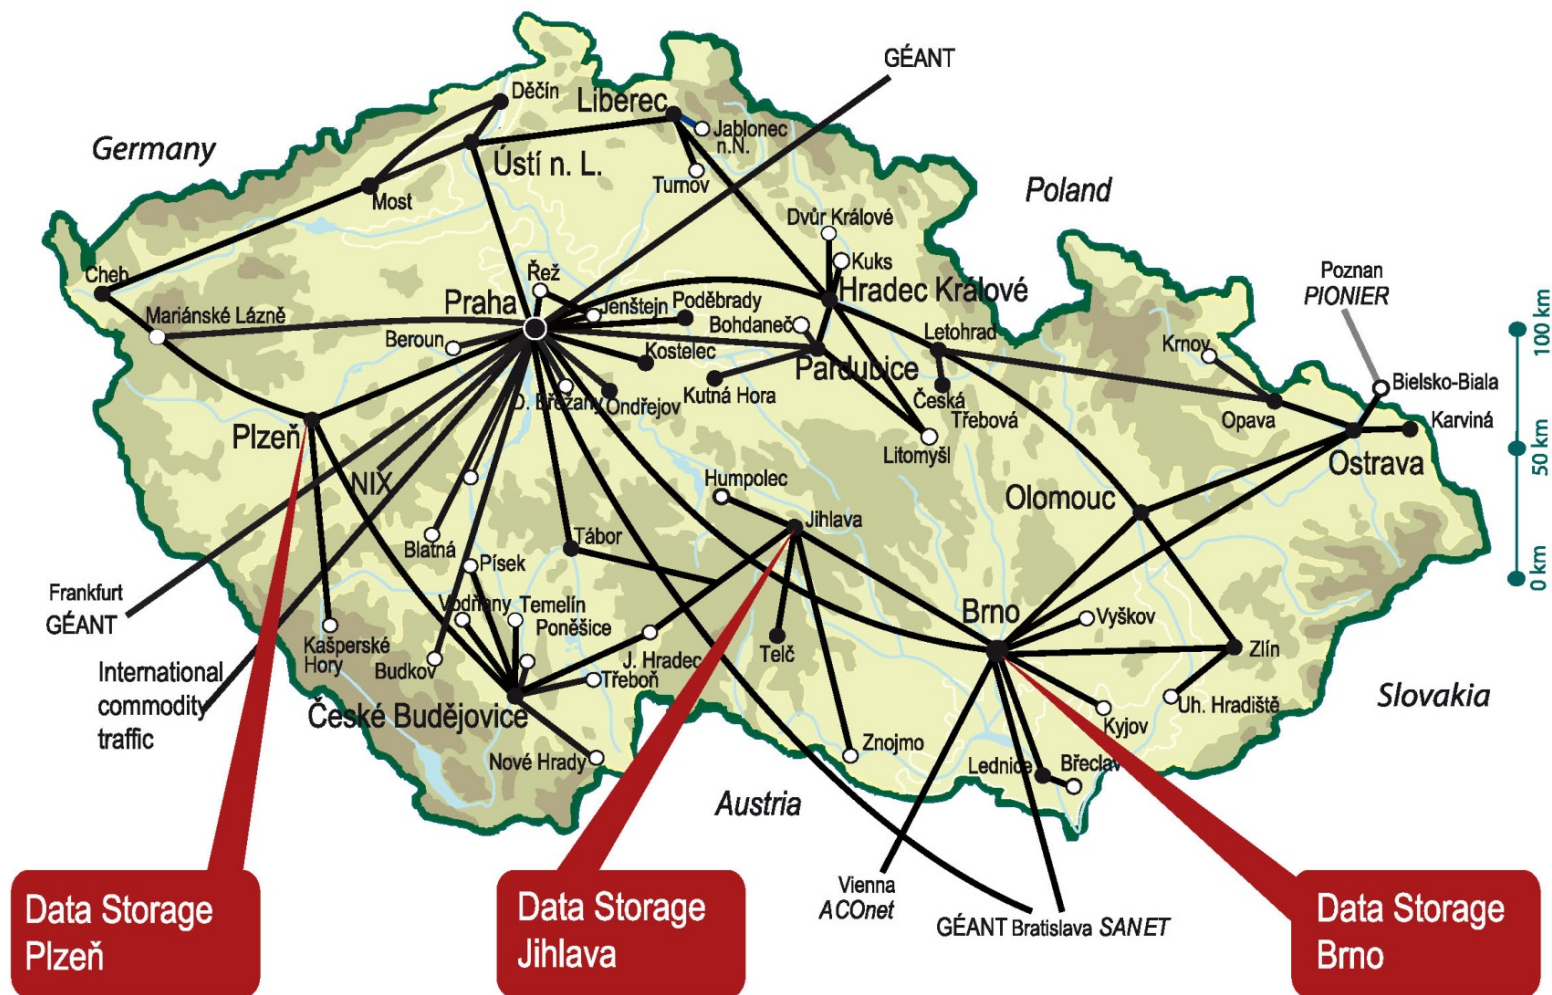 GÉANT
Děčín
Liberec
Jablonec
n.N.
Germany
Ústí n. L.
Turnov
Most
Poland
Dvůr Králové
Kuks
Cheb
Řež
Poznan
PIONIER
Praha
Jenštejn
Poděbrady
Hradec Králové
Mariánské Lázně
Bohdaneč
Letohrad
Krnov
100 km
Beroun
Kostelec
Pardubice
Bielsko-Biala
D. Břežany
Ondřejov
Kutná Hora
Česká
Třebová
Opava
Karviná
Plzeň
Litomyšl
Ostrava
50 km
NIX
Humpolec
Olomouc
Jihlava
Blatná
Tábor
Písek
0 km
Frankfurt
GÉANT
Vodňany
Temelín
Poněšice
Brno
Vyškov
Kašperské
Hory
Budkov
J. Hradec
Telč
Zlín
Třeboň
International
commodity
traffic
České Budějovice
Uh. Hradiště
Kyjov
Slovakia
Nové Hrady
Znojmo
Lednice
Břeclav
Austria
Vienna
ACOnet
GÉANT Bratislava SANET
Data Storage
Plzeň
Data Storage
Jihlava
Data Storage
Brno